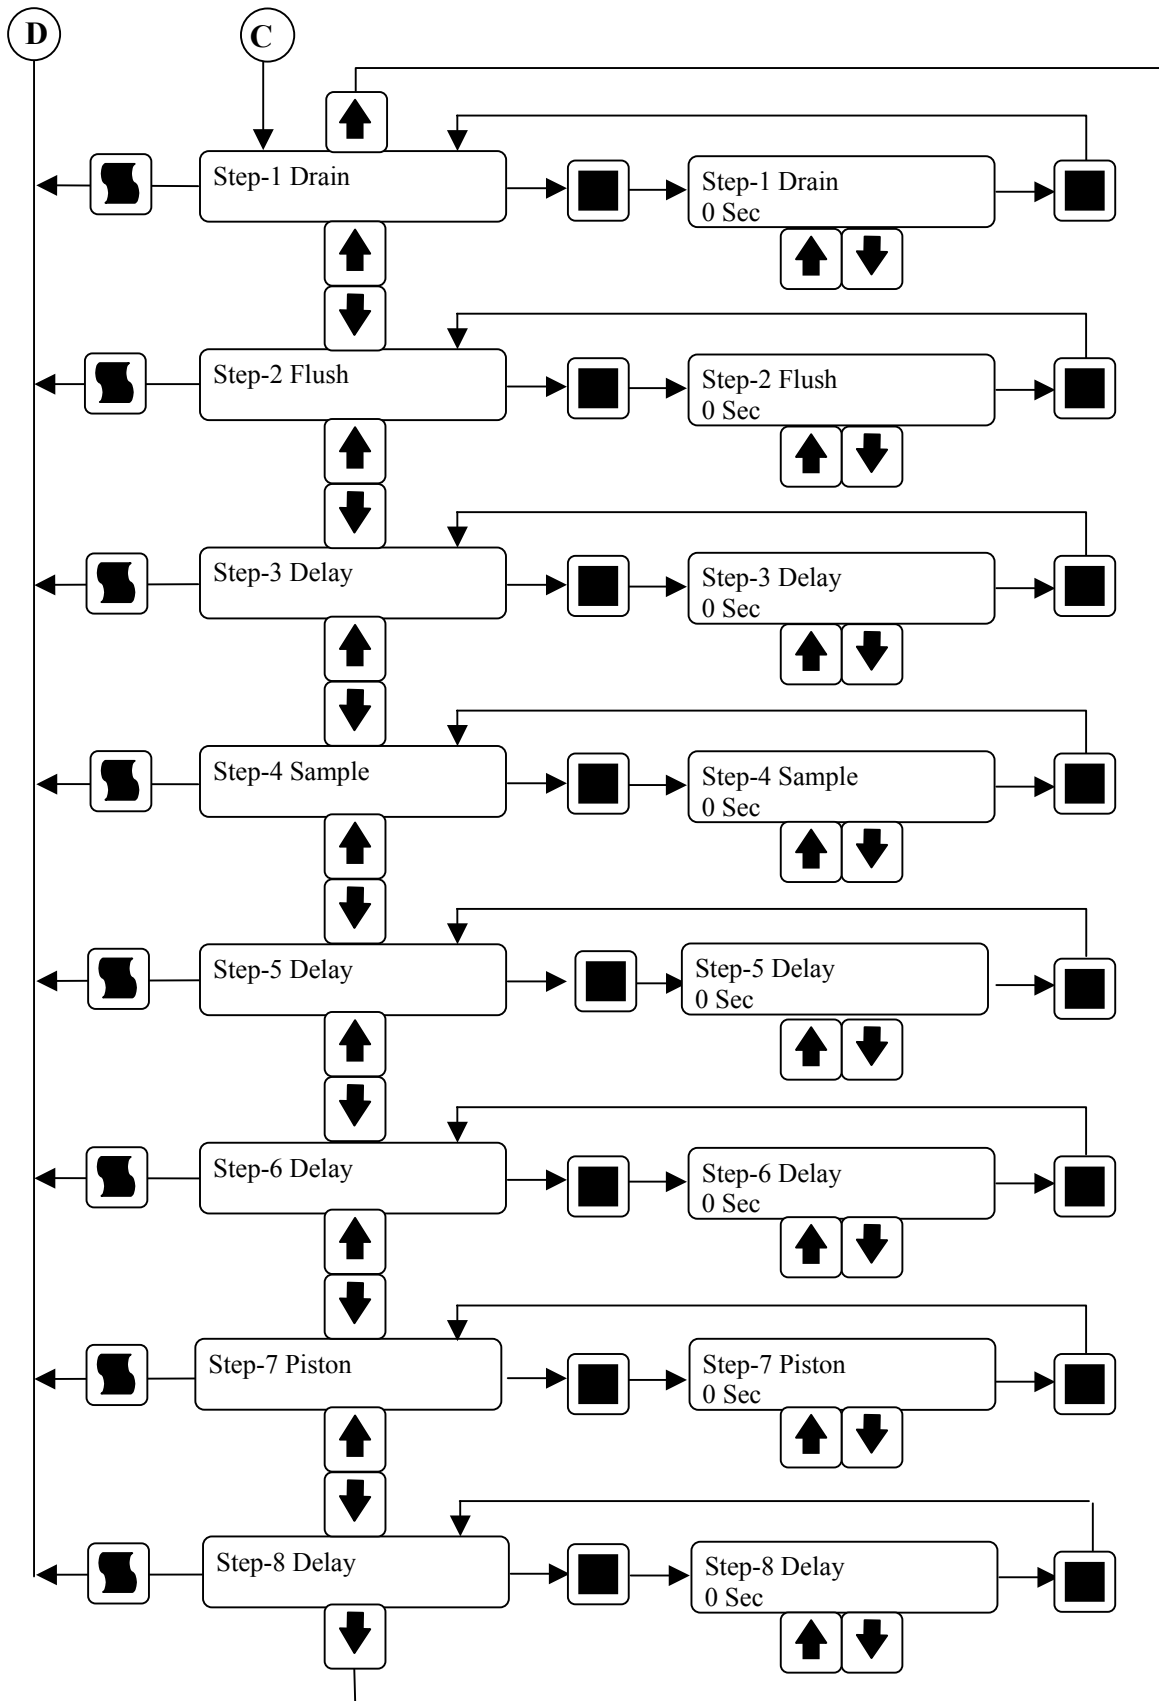 D
C
Step-1 Drain
Step-1 Drain
0 Sec
Step-2 Flush
Step-2 Flush
0 Sec
Step-3 Delay
Step-3 Delay
0 Sec
Step-4 Sample
Step-4 Sample
0 Sec
Step-5 Delay
Step-5 Delay
0 Sec
Step-6 Delay
Step-6 Delay
0 Sec
Step-7 Piston
Step-7 Piston
0 Sec
Step-8 Delay
Step-8 Delay
0 Sec